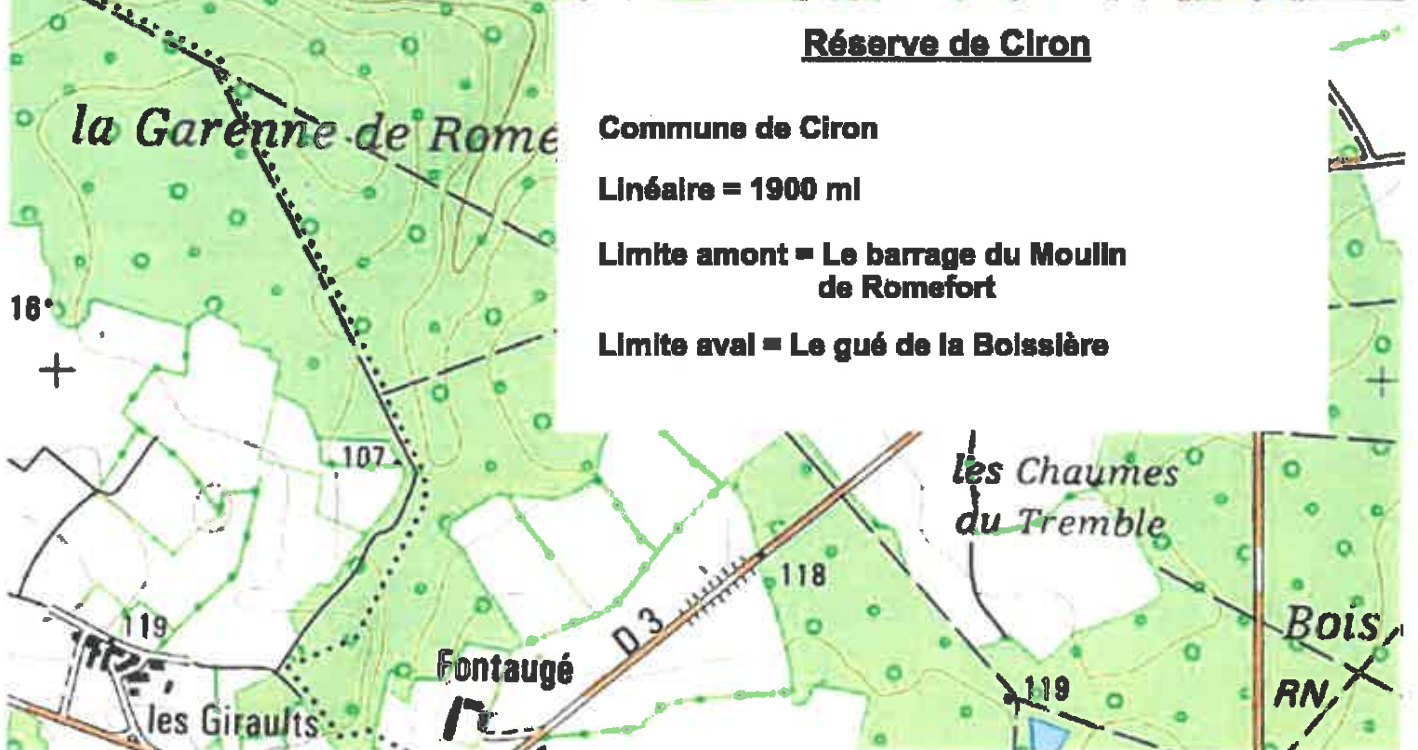 Réserve de Ciron
Commune de Ciron
Linéaire = 1900 ml
Limite amont = Le barrage du Moulin
de Romefort
Limite aval = Le gué de la Boissière
la Garenne de Rome
16
107
les Chaumes
du Tremble
118
D 3
119
Bois
Fontaugé
119
RN
les Giraults